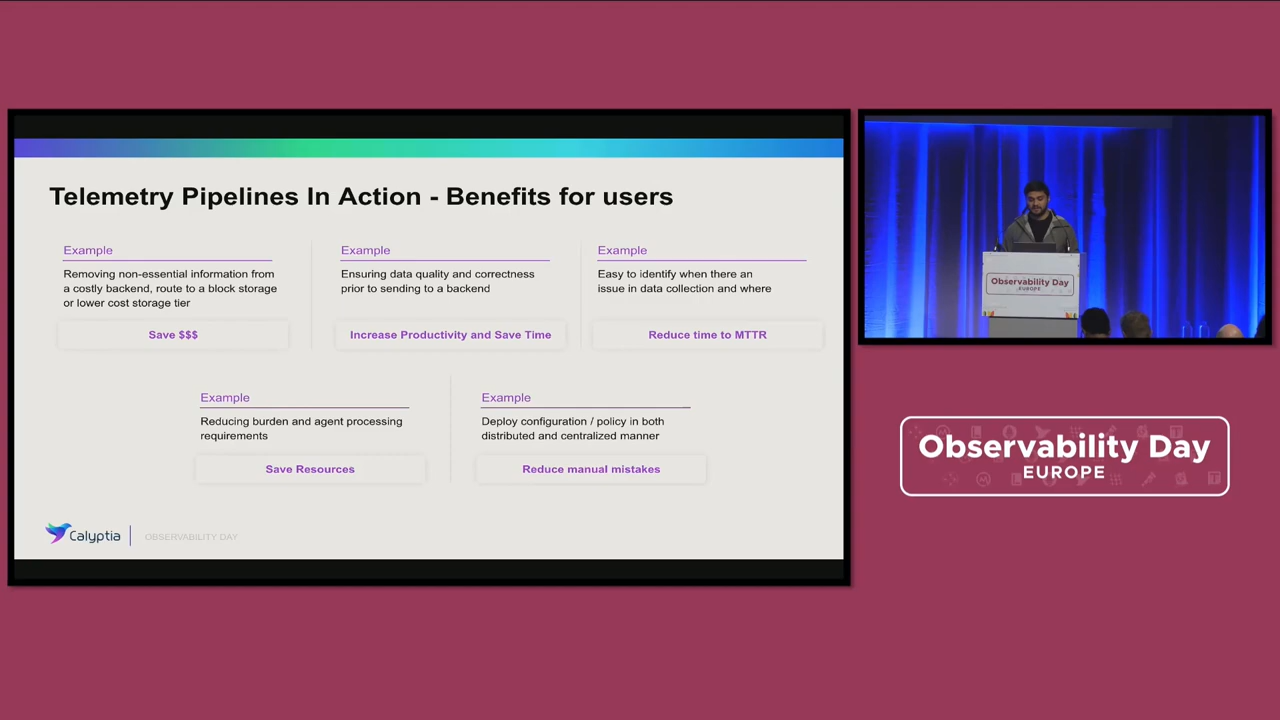 Telemetry Pipelines In Action - Benefits for users
Example
Removing non-essential information from
a costly backend, route to a block storage
or lower cost storage tier
Save $$$
Example
Ensuring data quality and correctness
prior to sending to a backend
Increase Productivity and Save Time
Example
Easy to identify when there an
issue in data collection and where
Reduce time to MTTR
Example
Reducing burden and agent processing
requirements
Save Resources
Example
Deploy configuration / policy in both
distributed and centralized manner
Reduce manual mistakes
Calyptia
OBSERVABILITY DAY
Observability Day
EUROPE
Observability Day
EUROPE